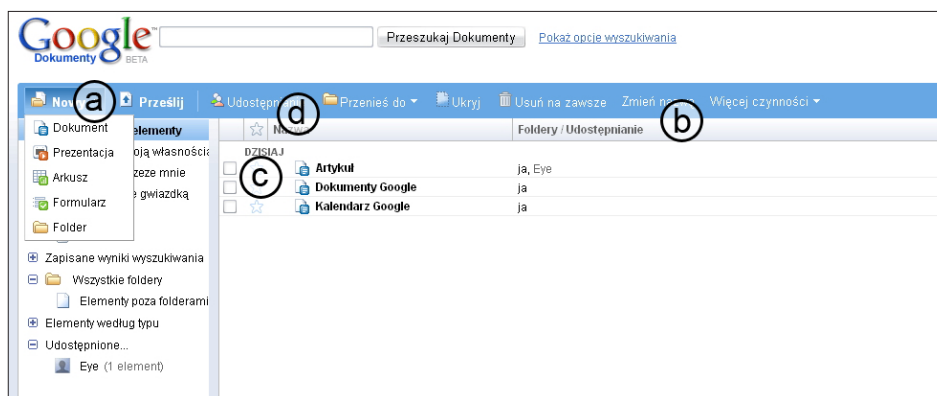 Google
Dokumenty BETA
Przeszukaj Dokumenty Pokaż opcje wyszukiwania
a Prześlij d Przenieś do Ukryj Usuń na zawsze b Więcej czynności
Dokument elementy Foldery / Udostępnianie
DZISIAJ
Prezentacja
Arkusz c Artykuł ja, Eye
Formularz gwiazdką Dokumenty Google ja
Kalendarz Google ja
Folder
Zapisane wyniki wyszukiwania
Wszystkie foldery
Elementy poza folderami
Elementy według typu
Udostępnione...
Eye (1 element)